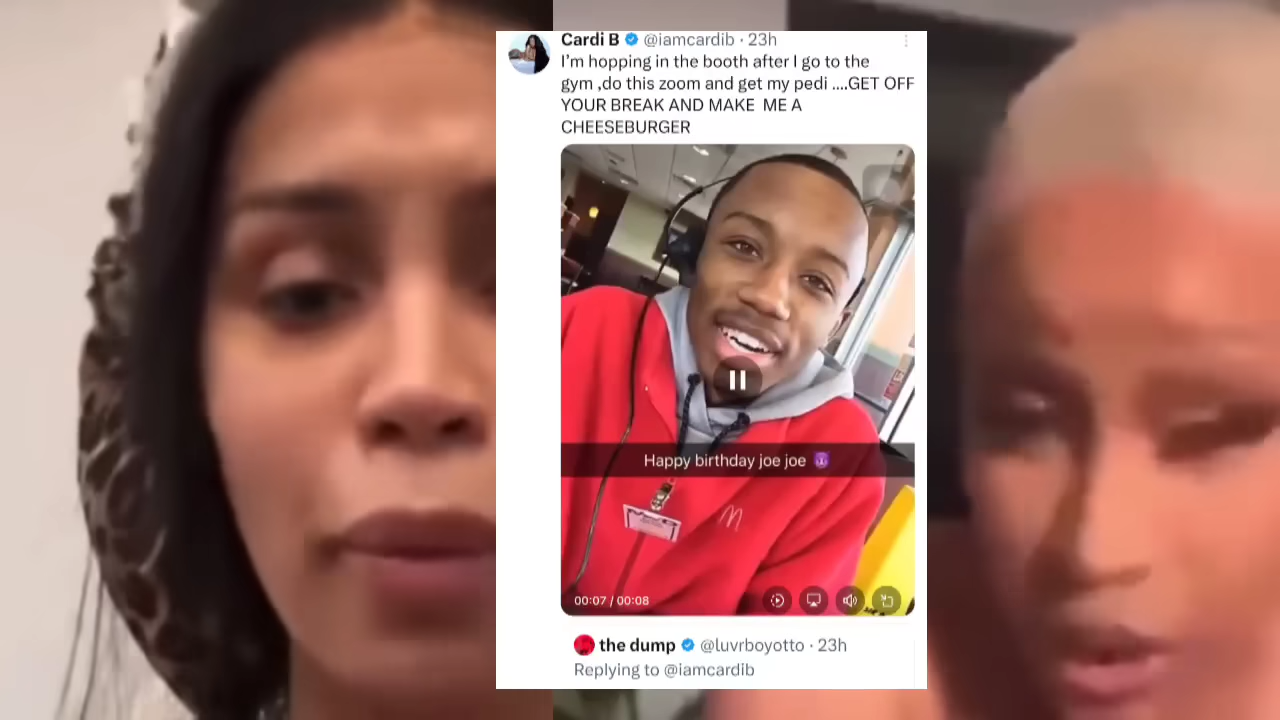 Cardi B @iamcardib · 23h
I'm hopping in the booth after I go to the
gym ,do this zoom and get my pedi ....GET OFF
YOUR BREAK AND MAKE ME A
CHEESEBURGER
Happy birthday joe joe 😈
00:07 / 00:08
the dump @luvrboyotto · 23h
Replying to @iamcardib